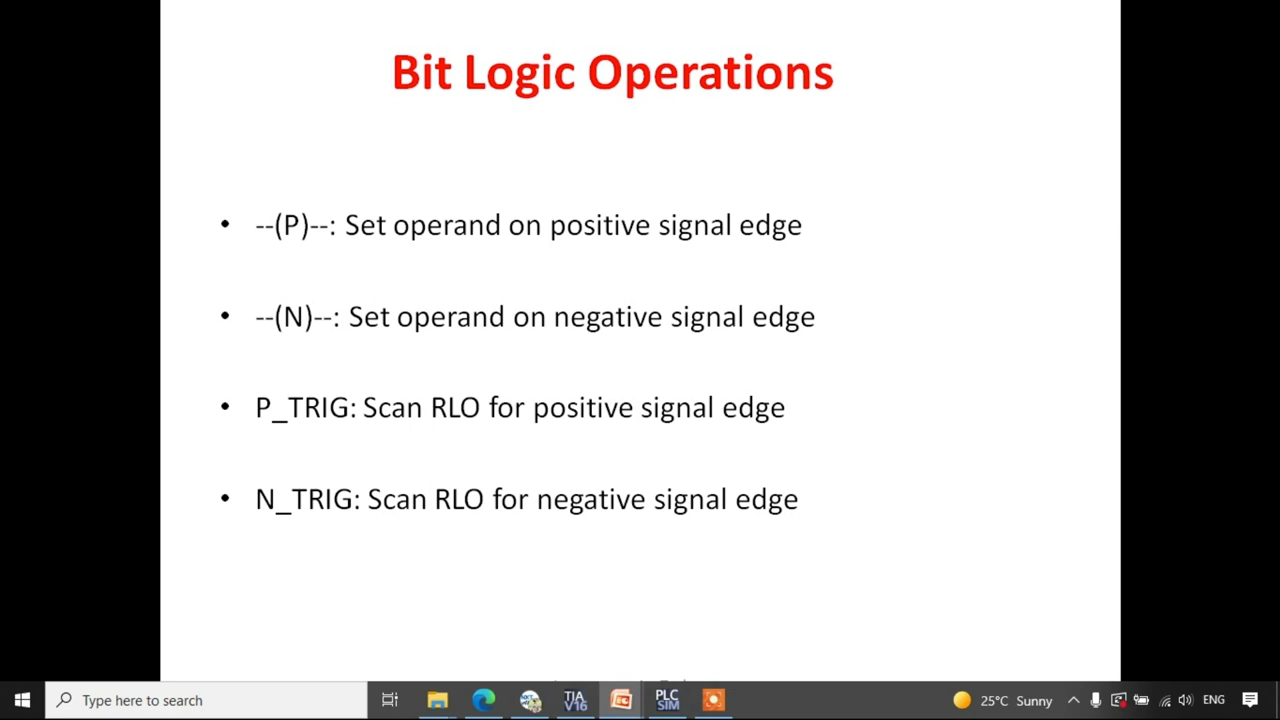 Bit Logic Operations
• --(P)--: Set operand on positive signal edge
• --(N)--: Set operand on negative signal edge
• P_TRIG: Scan RLO for positive signal edge
• N_TRIG: Scan RLO for negative signal edge
Type here to search
TIA V16
PLC SIM
25°C Sunny
ENG